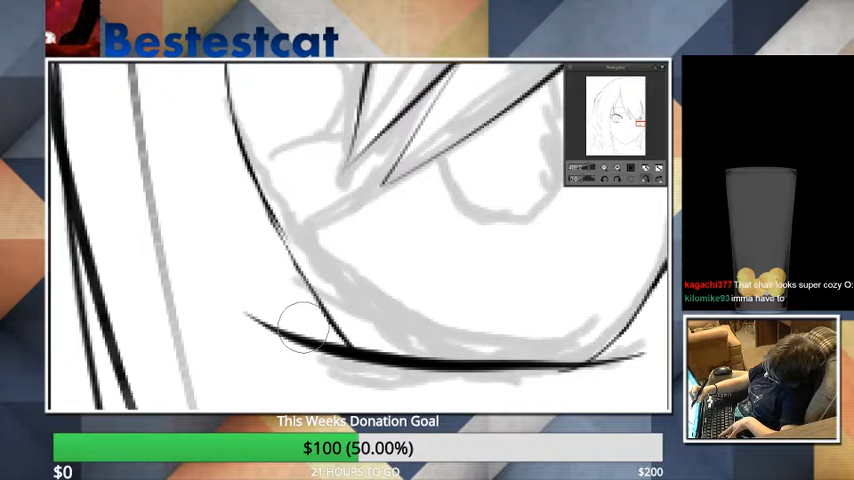 Bestestcat
kagachi377 That chair looks super cozy O:
kilomike93 imma have to
This Weeks Donation Goal
$100 (50.00%)
$0
21 HOURS TO GO
$200